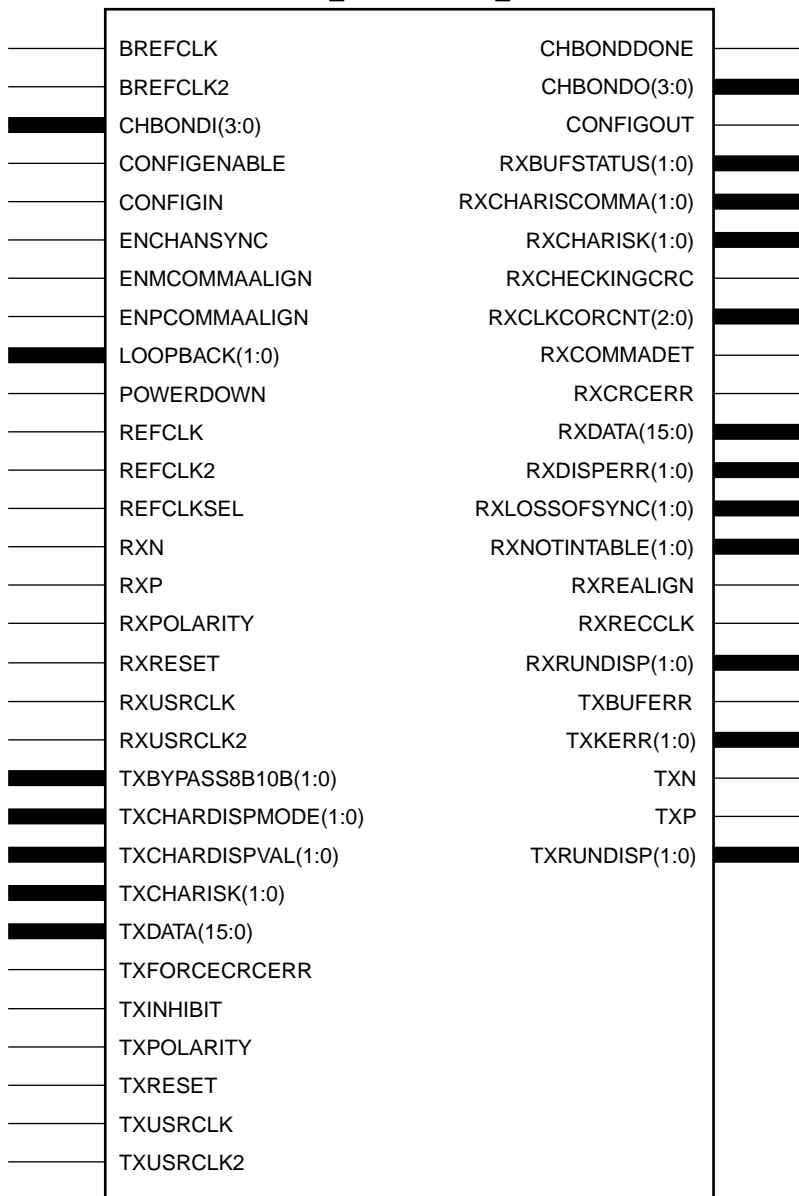 BREFCLK CHBONDDONE
BREFCLK2 CHBONDO(3:0)
CHBONDI(3:0) CONFIGOUT
CONFIGENABLE RXBUFSTATUS(1:0)
CONFIGIN RXCHARISCOMMA(1:0)
ENCHANSYNC RXCHARISK(1:0)
ENMCOMMAALIGN RXCHECKINGCRC
ENPCOMMAALIGN RXCLKCORCNT(2:0)
LOOPBACK(1:0) RXCOMMADET
POWERDOWN RXCRCERR
REFCLK RXDATA(15:0)
REFCLK2 RXDISPERR(1:0)
REFCLKSEL RXLOSSOFSYNC(1:0)
RXN RXNOTINTABLE(1:0)
RXP RXREALIGN
RXPOLARITY RXRECCLK
RXRESET RXRUNDISP(1:0)
RXUSRCLK TXBUFERR
RXUSRCLK2 TXKERR(1:0)
TXBYPASS8B10B(1:0) TXN
TXCHARDISPMODE(1:0) TXP
TXCHARDISPVAL(1:0) TXRUNDISP(1:0)
TXCHARISK(1:0)
TXDATA(15:0)
TXFORCECRCERR
TXINHIBIT
TXPOLARITY
TXRESET
TXUSRCLK
TXUSRCLK2